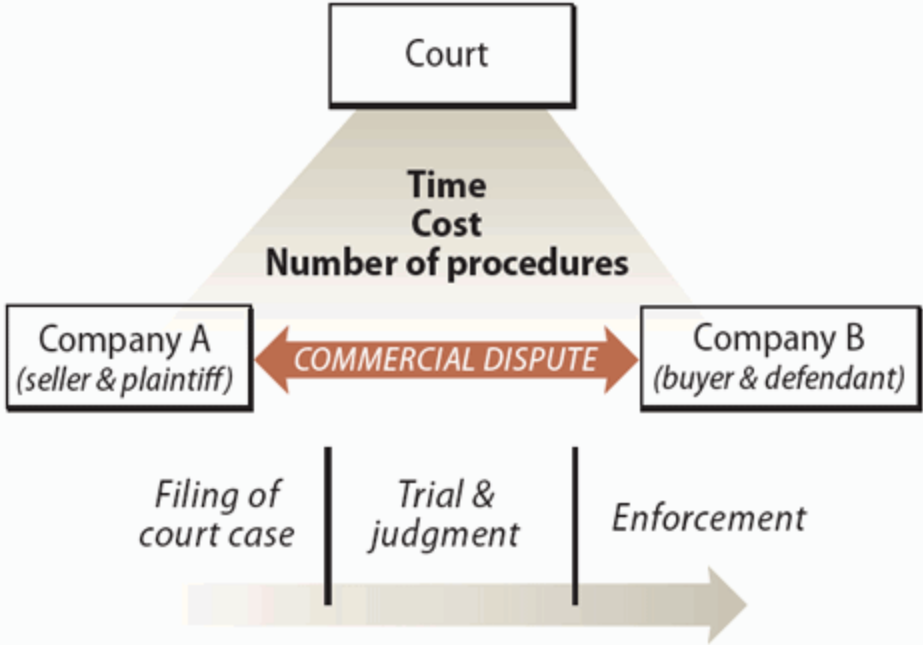 Court
Time
Cost
Number of procedures
Company A
(seller & plaintiff)
COMMERCIAL DISPUTE
Company B
(buyer & defendant)
Filing of
court case
Trial &
judgment
Enforcement